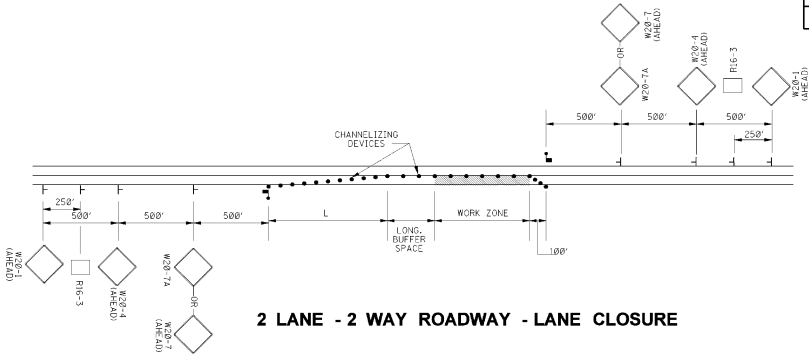 W20-7
(AHEAD)
OR
W20-7A
W20-4
(AHEAD)
R16-3
W20-1
(AHEAD)
500'
500'
500'
250'
CHANNELIZING
DEVICES
250'
500'
500'
500'
L
LONG.
BUFFER
SPACE
WORK ZONE
100'
W20-1
(AHEAD)
R16-3
W20-4
(AHEAD)
W20-7A
OR
W20-7
(AHEAD)
2 LANE - 2 WAY ROADWAY - LANE CLOSURE